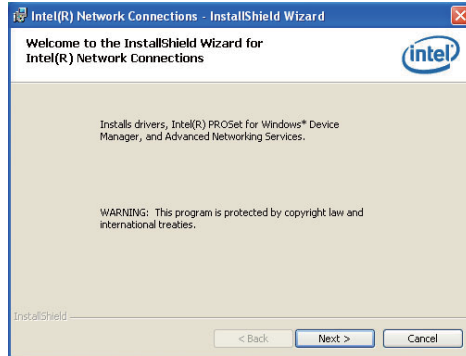 Intel(R) Network Connections - InstallShield Wizard
Welcome to the InstallShield Wizard for
Intel(R) Network Connections
intel
Installs drivers, Intel(R) PROSet for Windows* Device
Manager, and Advanced Networking Services.
WARNING: This program is protected by copyright law and
international treaties.
InstallShield
< Back
Next >
Cancel